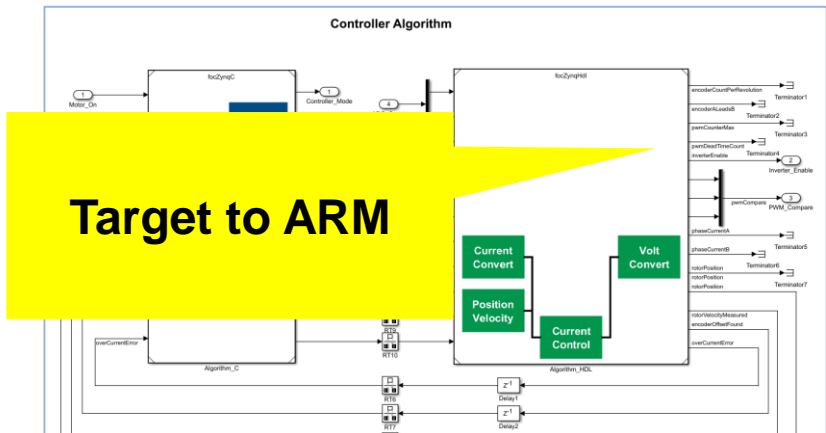 Controller Algorithm
focZynqC
focZynqHdl
1
Motor_On
1
Controller_Mode
4
encoderCountPerRevolution
Terminator1
encoderALeadsB
Terminator2
pwmCounterMax
Terminator3
pwmDeadTimeCount
Terminator4
inverterEnable
2
Inverter_Enable
Target to ARM
pwmCompare
3
PWM_Compare
phaseCurrentA
Terminator5
phaseCurrentB
Terminator6
rotorPosition
Terminator7
rotorPosition
Current
Convert
Volt
Convert
Position
Velocity
Current
Control
rotorVelocityMeasured
encoderOffsetFound
overCurrentError
RT9
overCurrentError
RT10
Algorithm_C
Algorithm_HDL
RT6
Z-1
Delay1
RT7
Z-1
Delay2